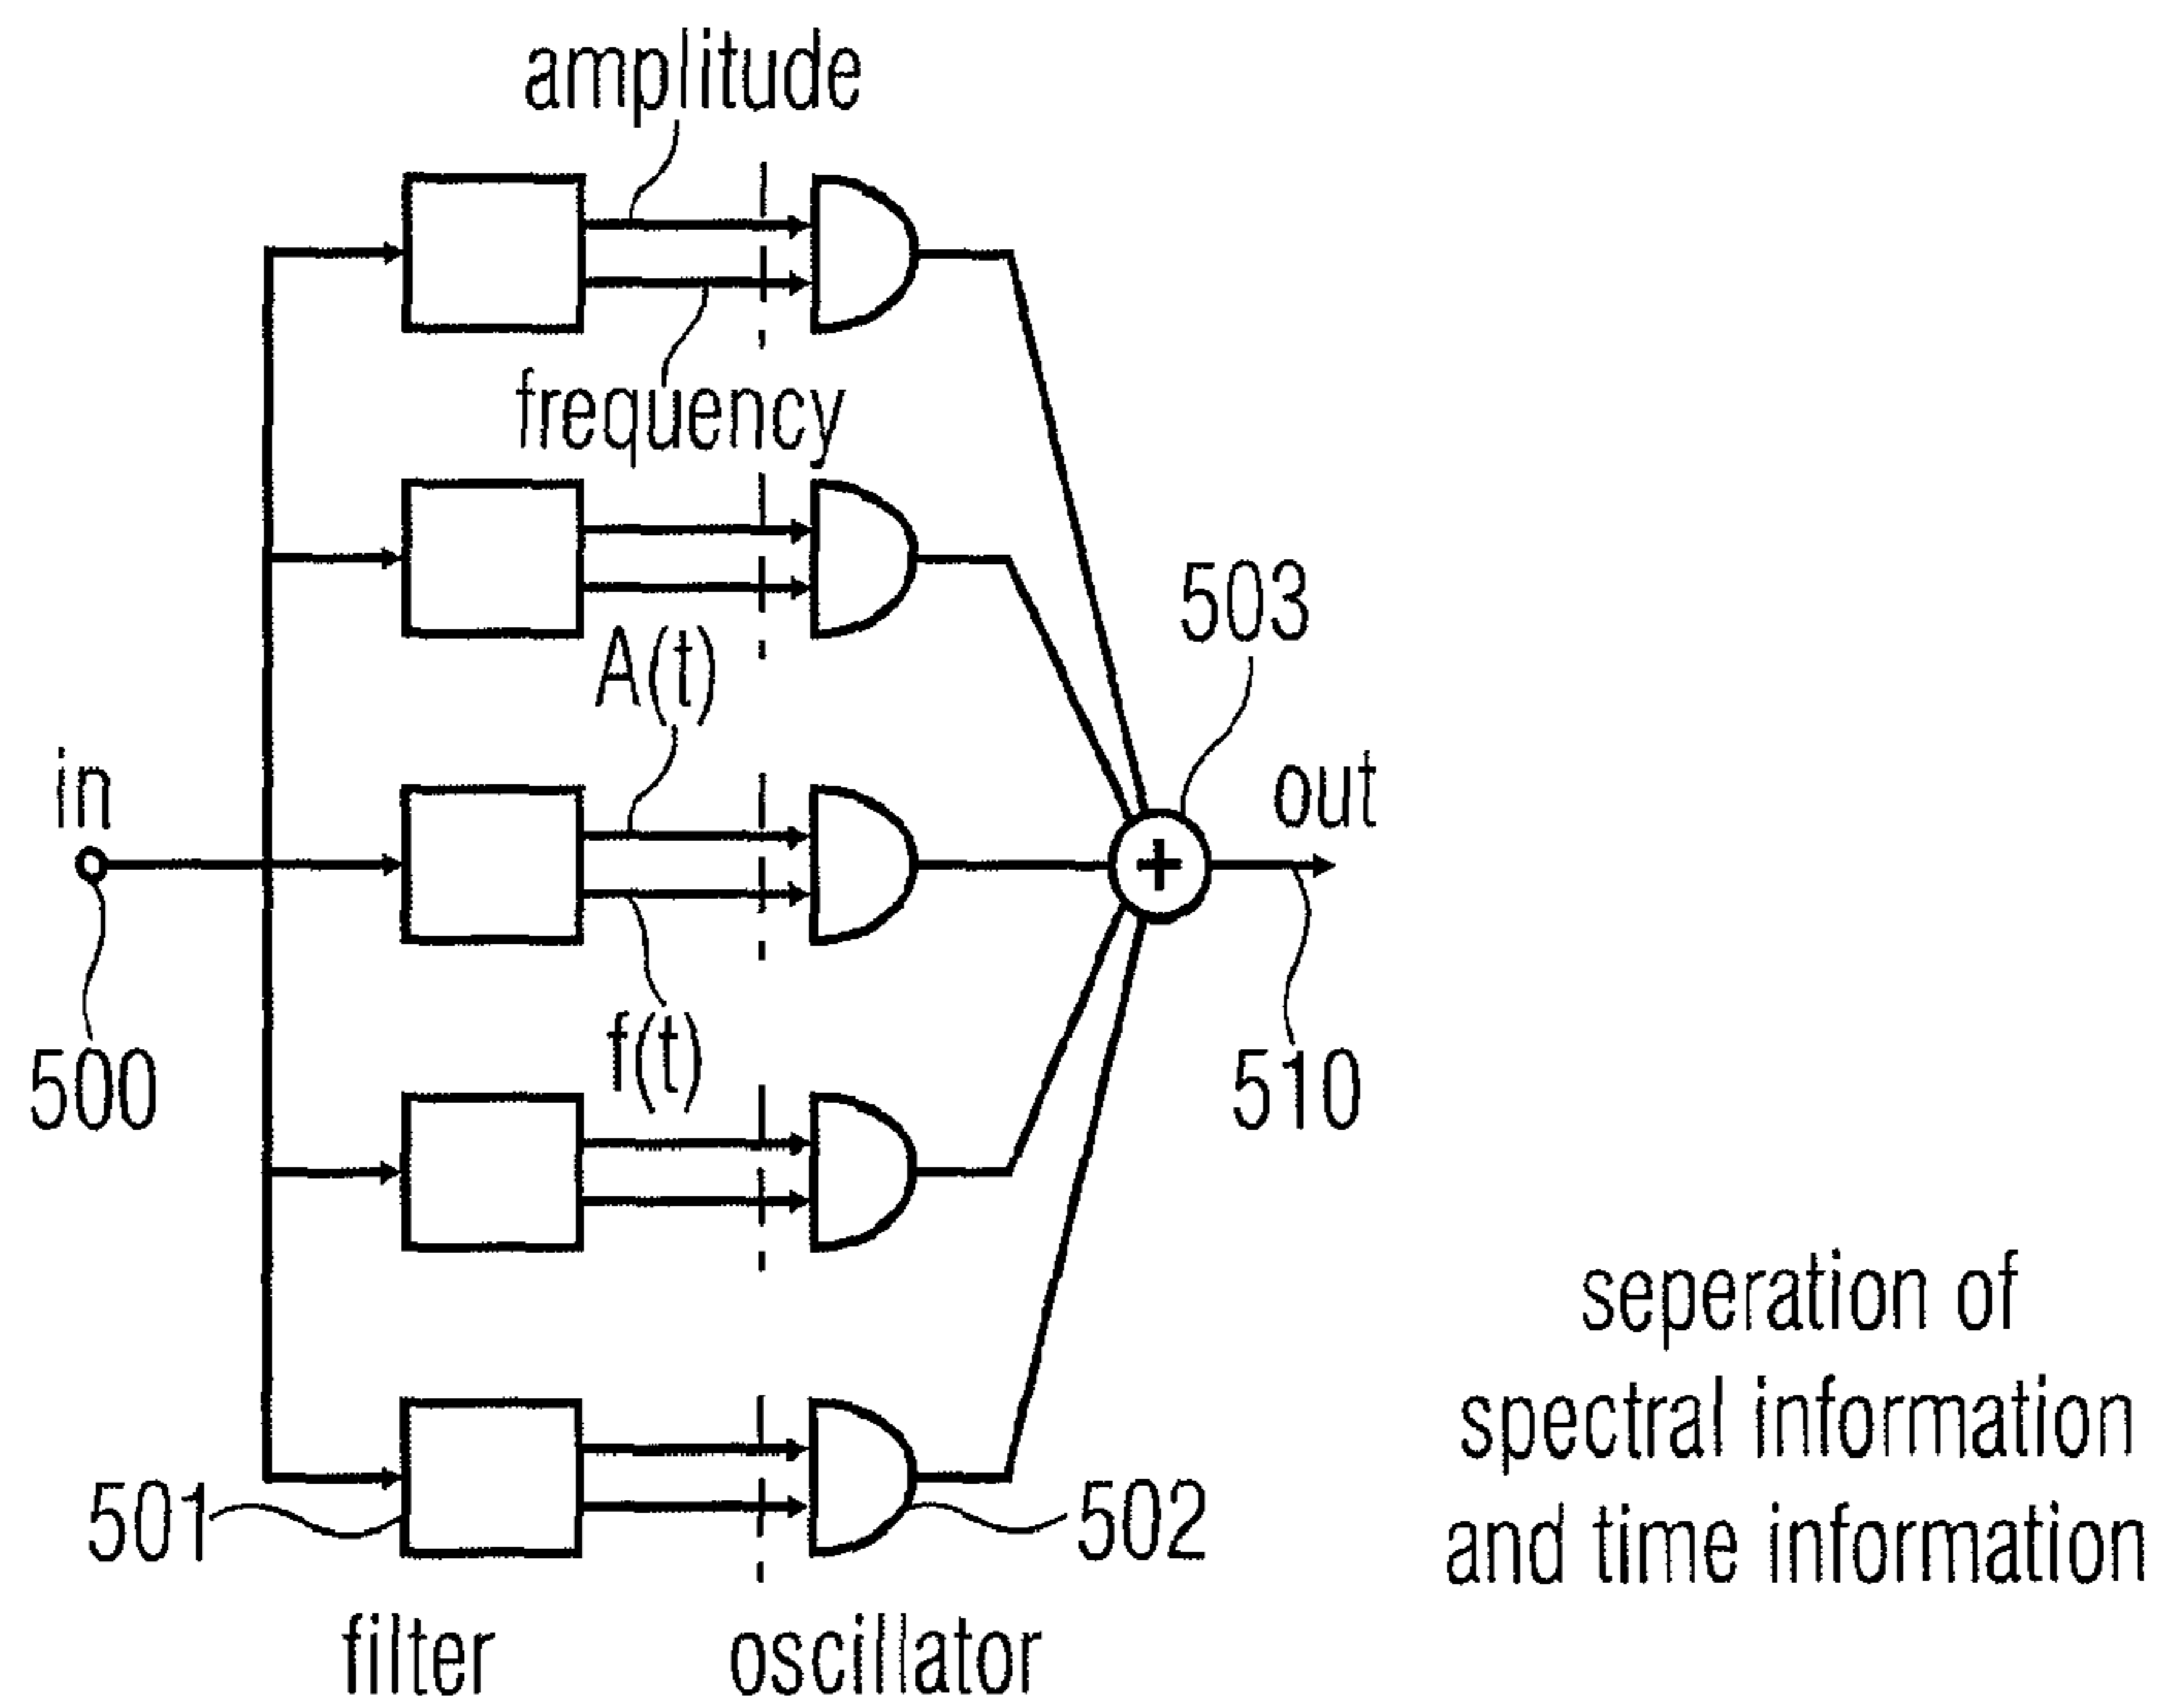 amplitude
frequency
A(t)
503
in
out
+
500
f(t)
510
501
502
filter
oscillator
seperation of
spectral information
and time information